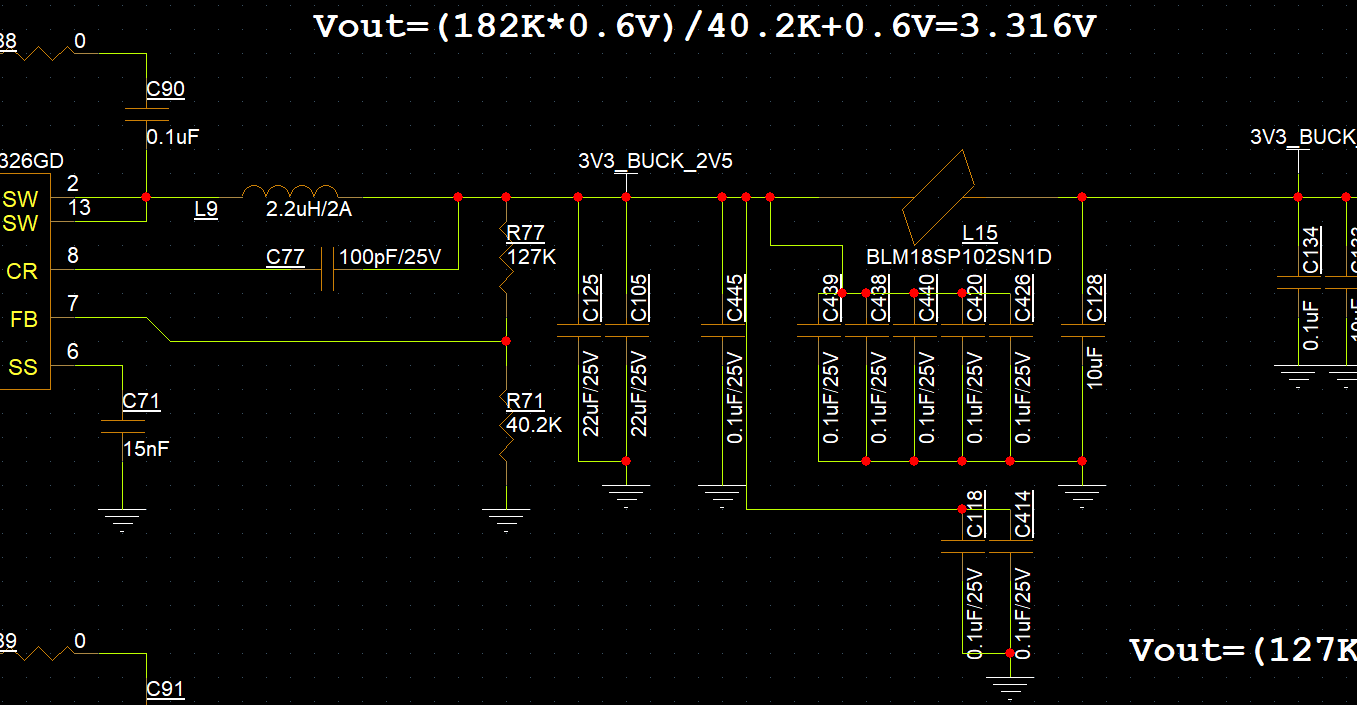 Vout=(182K*0.6V)/40.2K+0.6V=3.316V
38
0
C90
0.1uF
326GD
3V3_BUCK_2V5
3V3_BUCK_
SW
2
SW
13
L9
2.2uH/2A
CR
8
C77
100pF/25V
R77
127K
L15
BLM18SP102SN1D
FB
7
SS
6
C125
C105
C445
C439
C438
C440
C420
C426
C128
C134
0.1uF
22uF/25V
22uF/25V
0.1uF/25V
0.1uF/25V
0.1uF/25V
0.1uF/25V
0.1uF/25V
0.1uF/25V
10uF
C71
15nF
R71
40.2K
C118
C414
0.1uF/25V
0.1uF/25V
39
0
C91
Vout=(127K